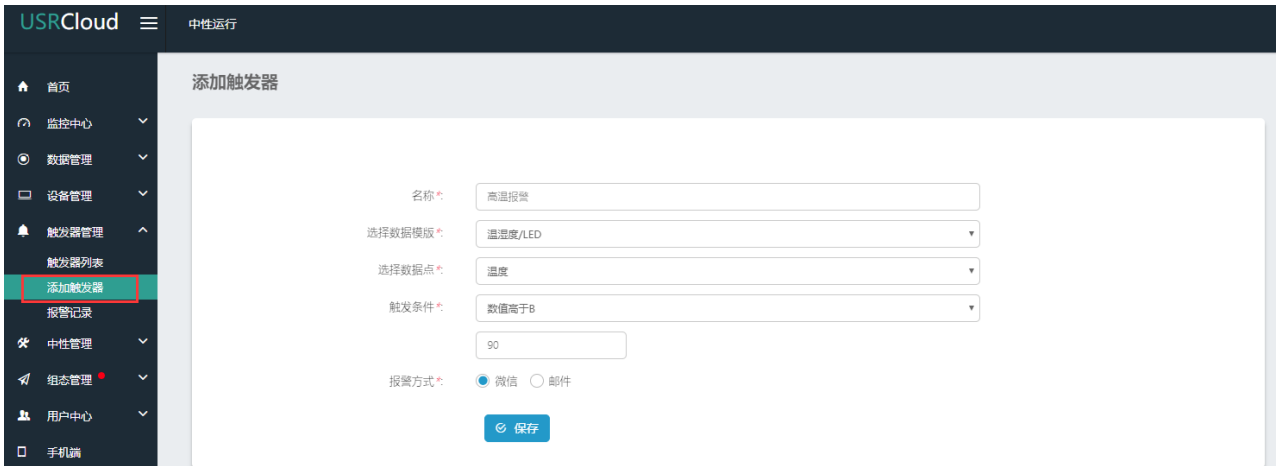 USRCloud 中性运行
首页
监控中心
数据管理
设备管理
触发器管理
触发器列表
添加触发器
报警记录
中性管理
组态管理
用户中心
手机端
添加触发器
名称*: 高温报警
选择数据模版*: 温湿度/LED
选择数据点*: 温度
触发条件*: 数值高于B
90
报警方式*: 微信 邮件
保存